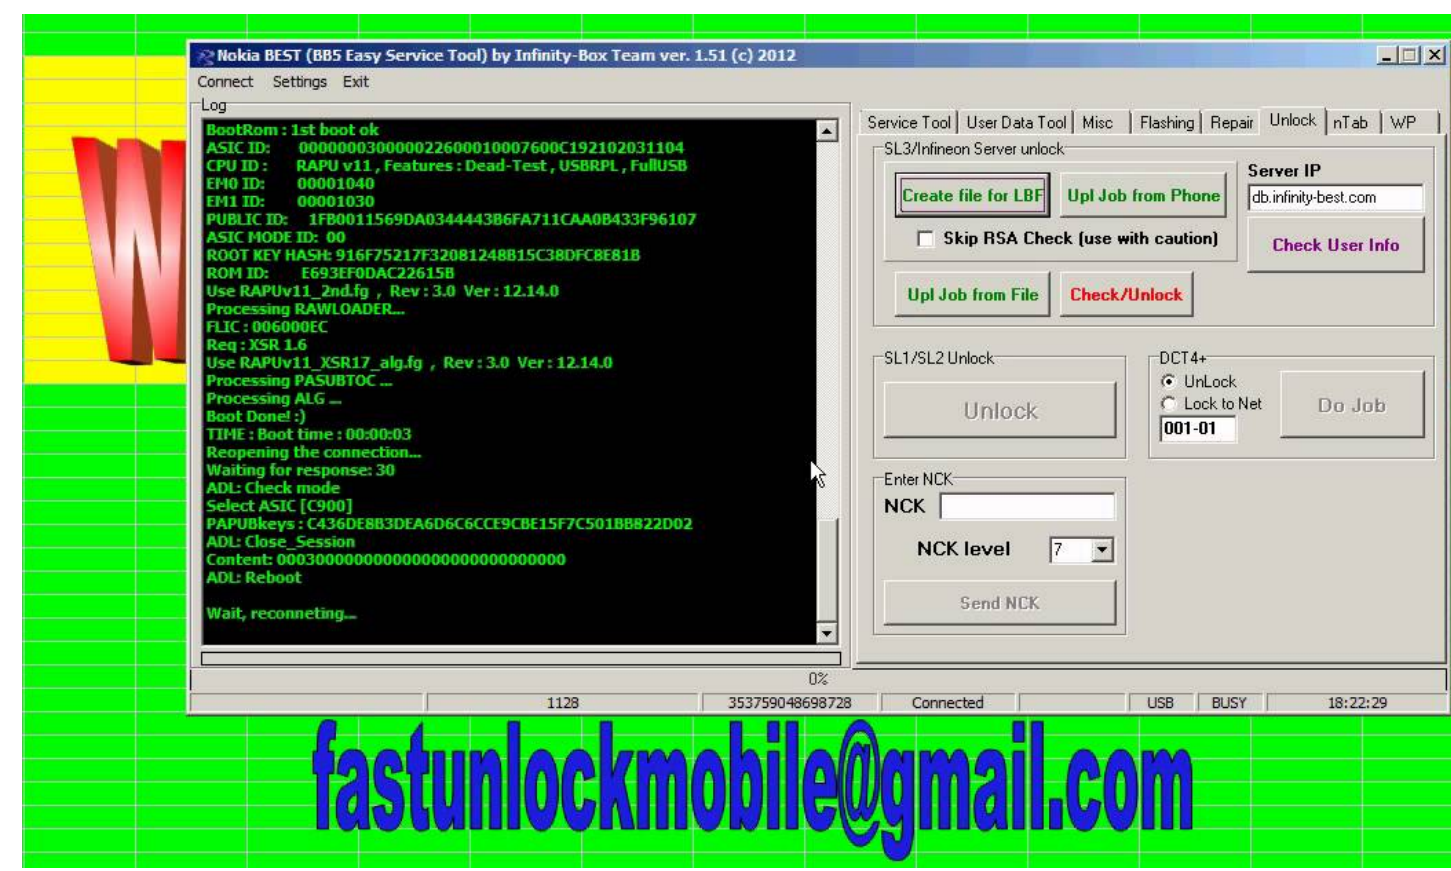 Nokia BEST (BB5 Easy Service Tool) by Infinity-Box Team ver. 1.51 (c) 2012
Connect Settings Exit
Log
BootRom : 1st boot ok
ASIC ID: 000000030000022600010007600C192102031104
CPU ID : RAPU v11 , Features : Dead-Test , USBRPL , FullUSB
EM0 ID: 00001040
EM1 ID: 00001030
PUBLIC ID: 1FB0011569DA0344443B6FA711CAA0B433F96107
ASIC MODE ID: 00
ROOT KEY HASH: 916F75217F32081248B15C38DFC8E81B
ROM ID: E693EF0DAC22615B
Use RAPUv11_2nd.fg , Rev : 3.0 Ver : 12.14.0
Processing RAWLOADER...
FLIC : 006000EC
Req : XSR 1.6
Use RAPUv11_XSR17_alg.fg , Rev : 3.0 Ver : 12.14.0
Processing PASUBTOC ...
Processing ALG ...
Boot Done! :)
TIME : Boot time : 00:00:03
Reopening the connection...
Waiting for response: 30
ADL: Check mode
Select ASIC [C900]
PAPUBkeys : C436DE8B3DEA6D6C6CCE9CBE15F7C501BB822D02
ADL: Close_Session
Content: 00030000000000000000000000000000
ADL: Reboot
Wait, reconneting...
Service Tool User Data Tool Misc Flashing Repair Unlock nTab WP
SL3/Infineon Server unlock
Create file for LBF Upl Job from Phone
Skip RSA Check (use with caution)
Server IP
db.infinity-best.com
Check User Info
Upl Job from File Check/Unlock
SL1/SL2 Unlock
Unlock
DCT4+
UnLock
Lock to Net
001-01
Do Job
Enter NCK
NCK
NCK level 7
Send NCK
0%
1128 353759048698728 Connected USB BUSY 18:22:29
fastunlockmobile@gmail.com